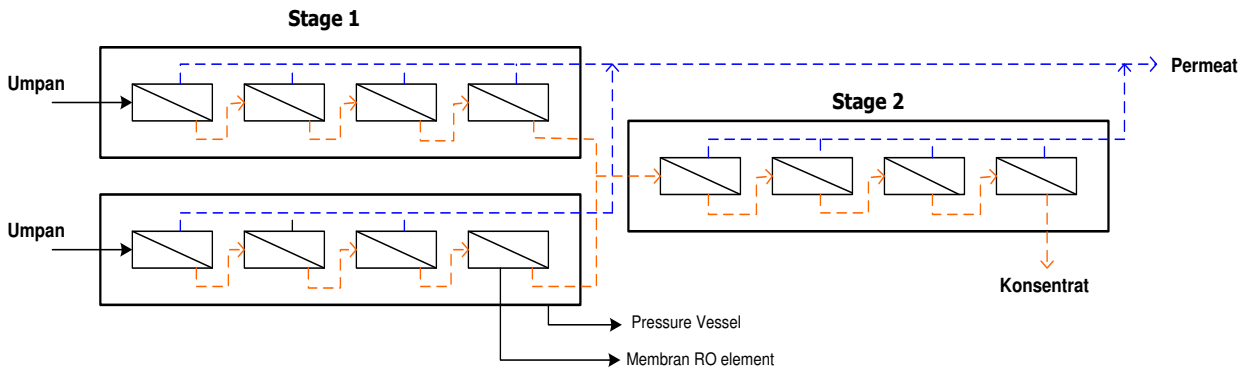 Stage 1
Umpan
Permeat
Stage 2
Umpan
Konsentrat
Pressure Vessel
Membran RO element